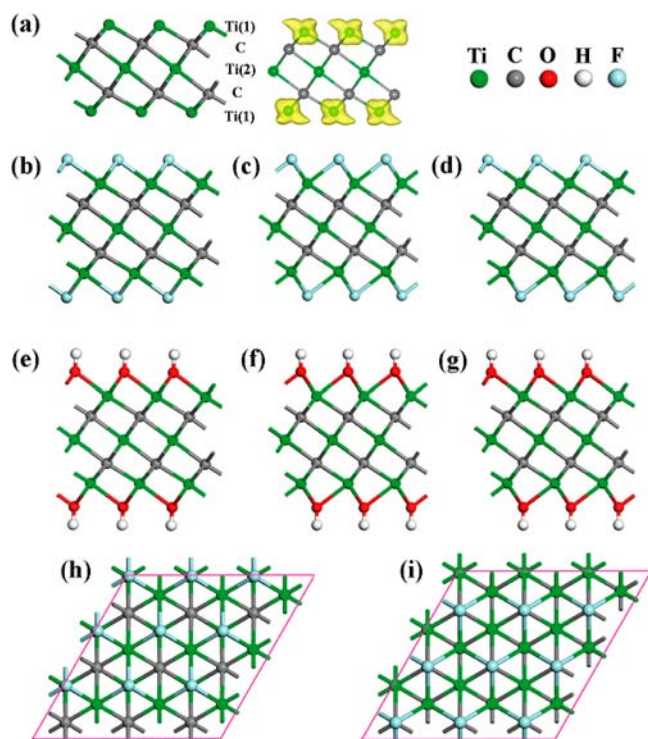 (a)
Ti(1)
C
Ti(2)
C
Ti(1)
Ti C O H F
(b) (c) (d)
(e) (f) (g)
(h) (i)